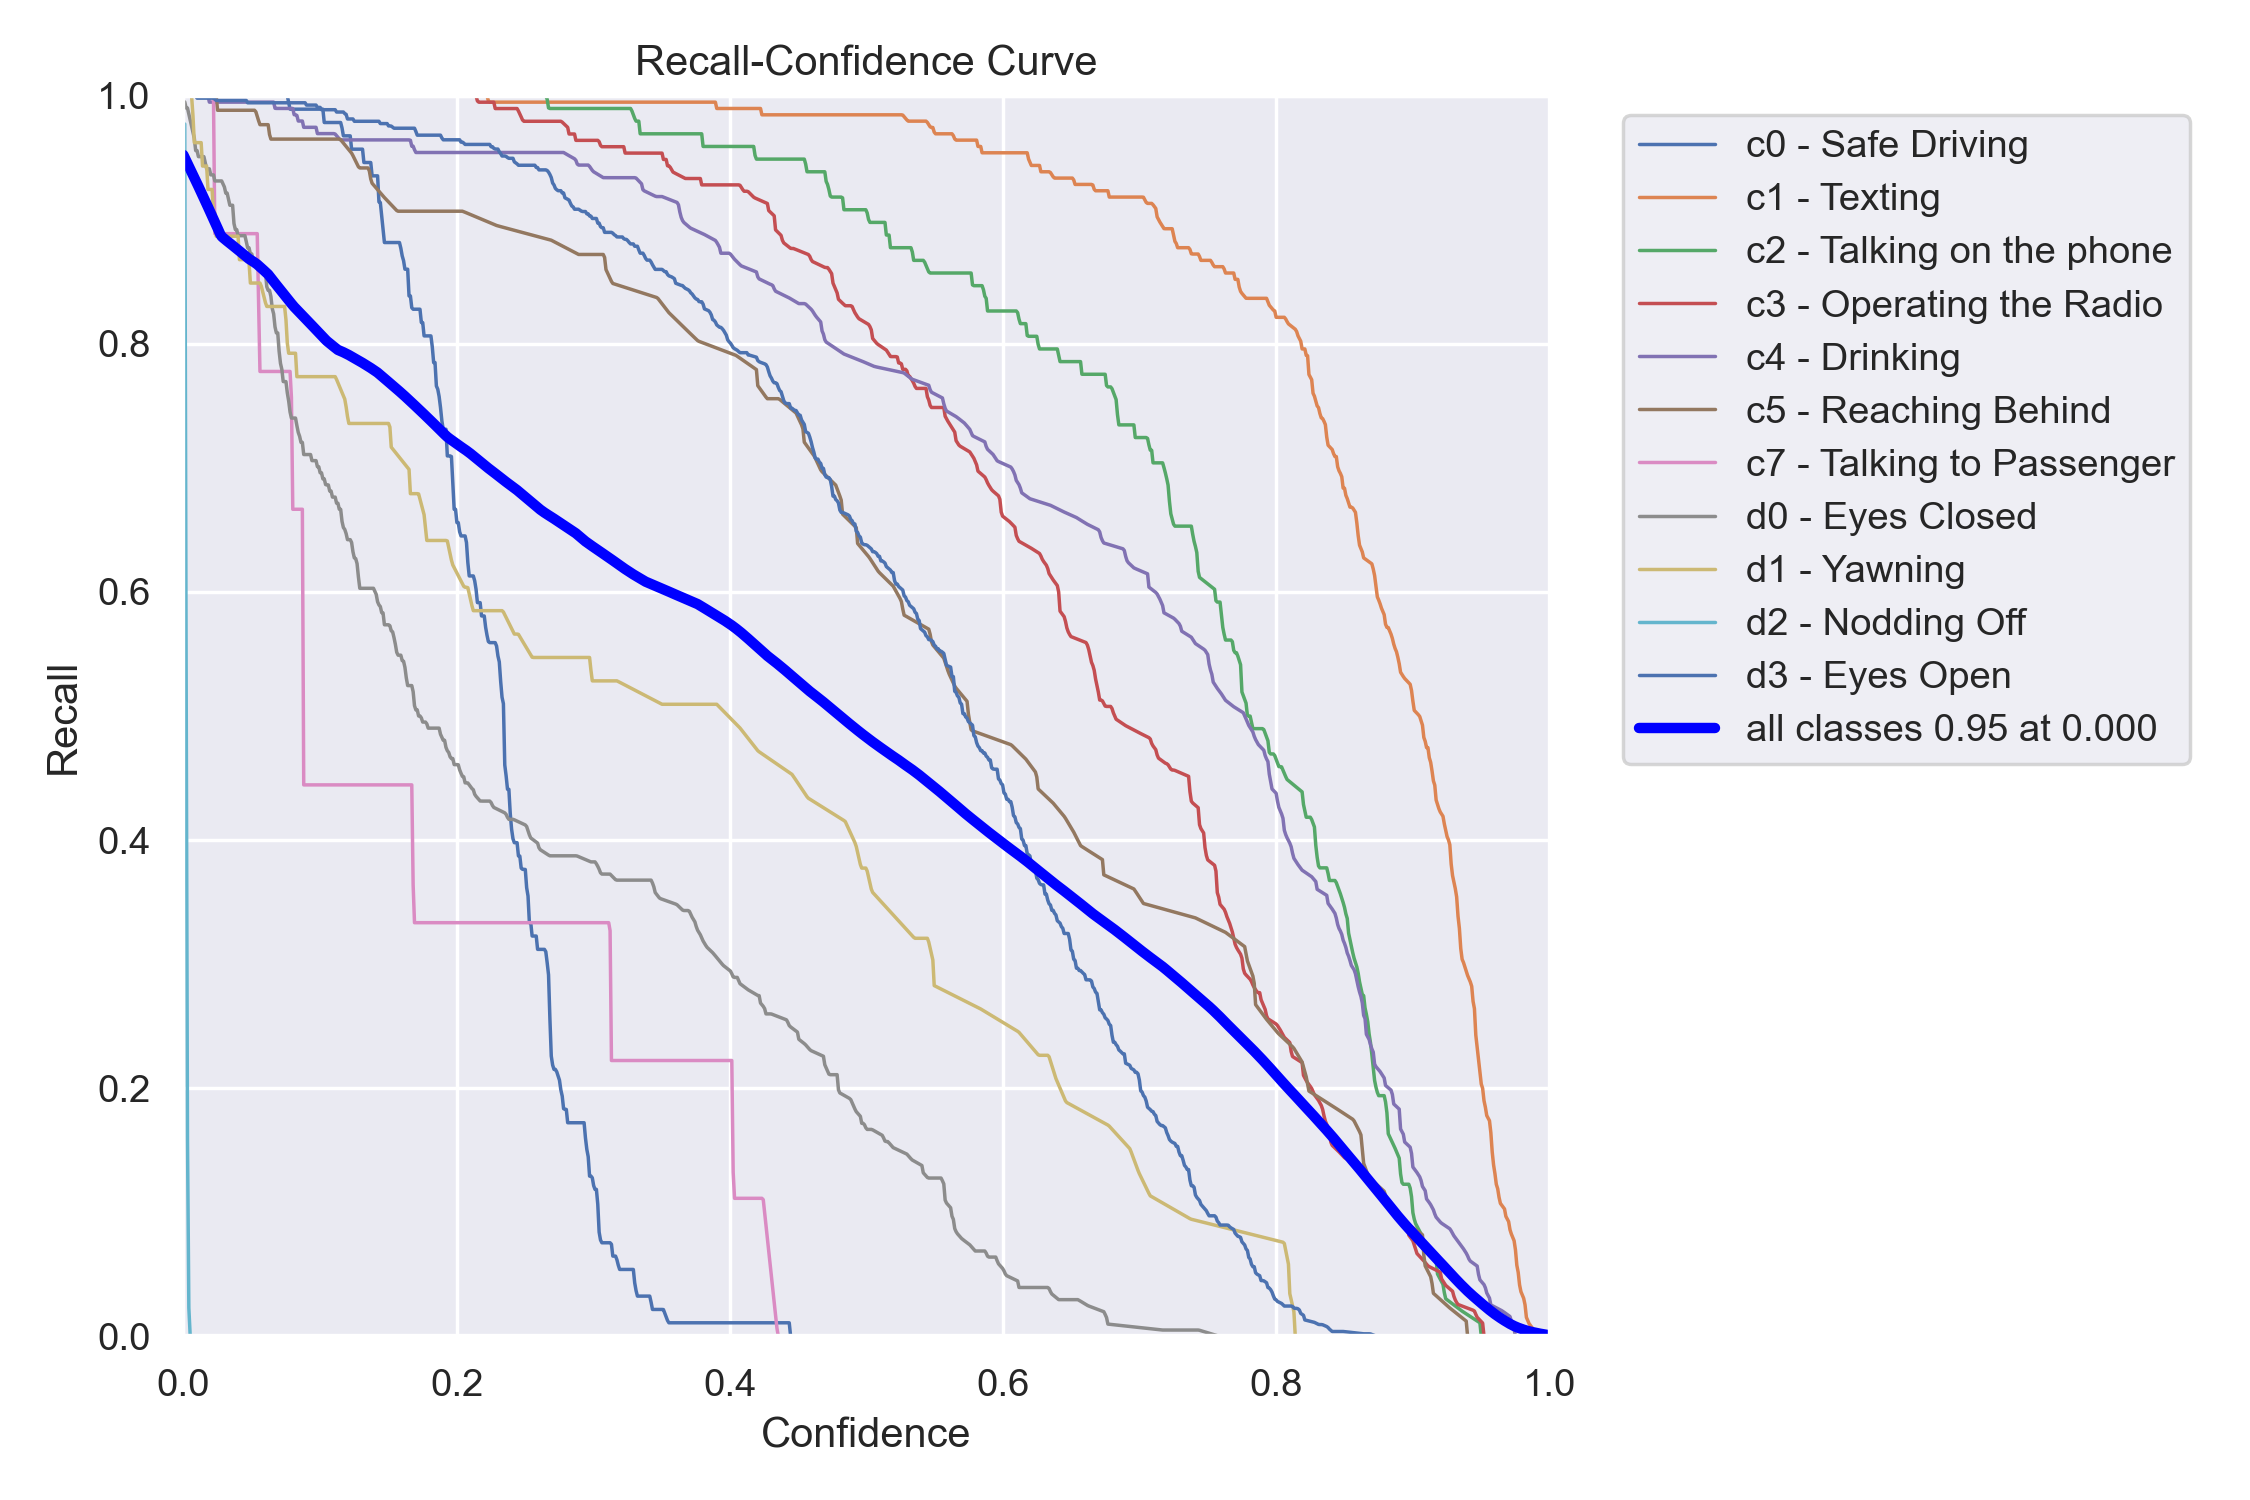 Recall-Confidence Curve
1.0
0.8
0.6
0.4
0.2
0.0
Recall
0.0 0.2 0.4 0.6 0.8 1.0
Confidence
c0 - Safe Driving
c1 - Texting
c2 - Talking on the phone
c3 - Operating the Radio
c4 - Drinking
c5 - Reaching Behind
c7 - Talking to Passenger
d0 - Eyes Closed
d1 - Yawning
d2 - Nodding Off
d3 - Eyes Open
all classes 0.95 at 0.000